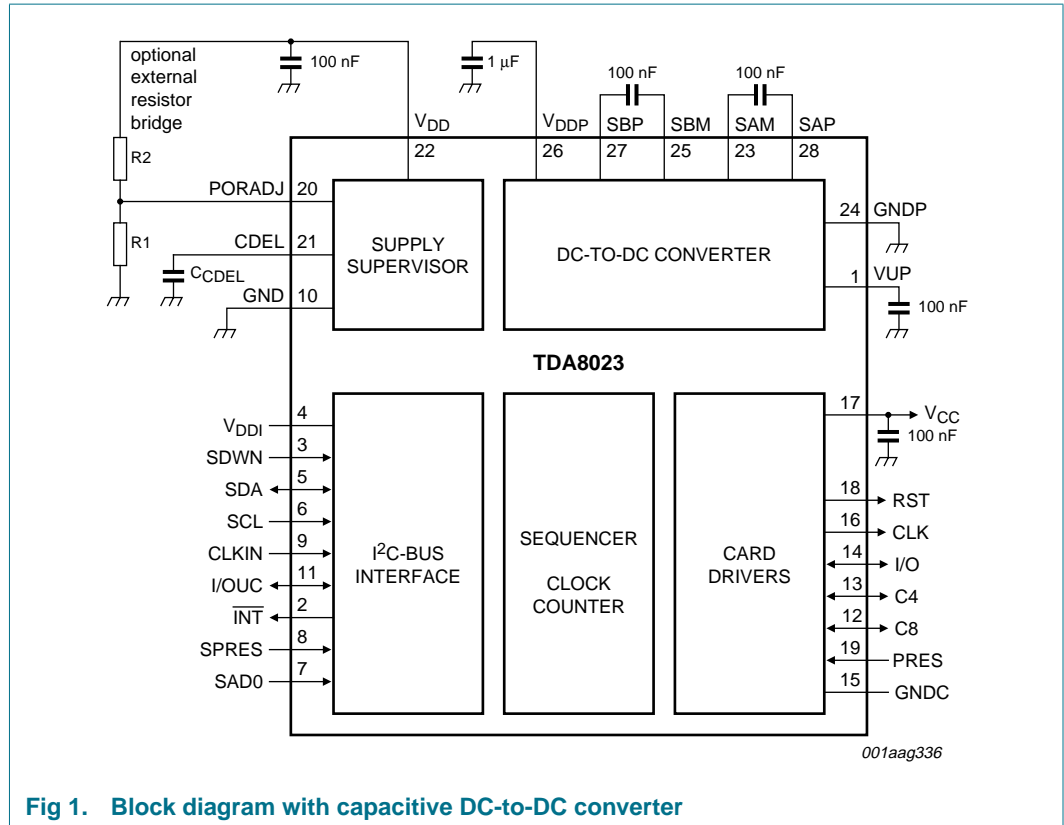 optional
external
resistor
bridge
100 nF
1 μF
100 nF
100 nF
VDD
VDDP
SBP
SBM
SAM
SAP
22
26
27
25
23
28
R2
R1
PORADJ
20
CDEL
21
CCDEL
GND
10
SUPPLY
SUPERVISOR
DC-TO-DC CONVERTER
24
GNDP
1
VUP
100 nF
TDA8023
VDDI
4
SDWN
3
SDA
5
SCL
6
CLKIN
9
I/OUC
11
INT
2
SPRES
8
SAD0
7
I2C-BUS
INTERFACE
SEQUENCER
CLOCK
COUNTER
CARD
DRIVERS
17
VCC
100 nF
18
RST
16
CLK
14
I/O
13
C4
12
C8
19
PRES
15
GNDC
001aag336
Fig 1. Block diagram with capacitive DC-to-DC converter